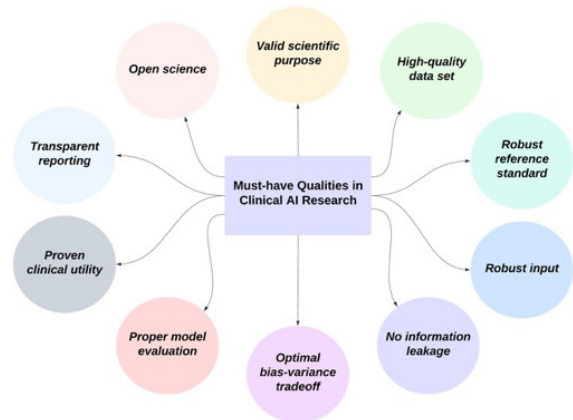 Must-have Qualities in
Clinical AI Research
Valid scientific
purpose
High-quality
data set
Robust
reference
standard
Robust input
No information
leakage
Optimal
bias-variance
tradeoff
Proper model
evaluation
Proven
clinical utility
Transparent
reporting
Open science